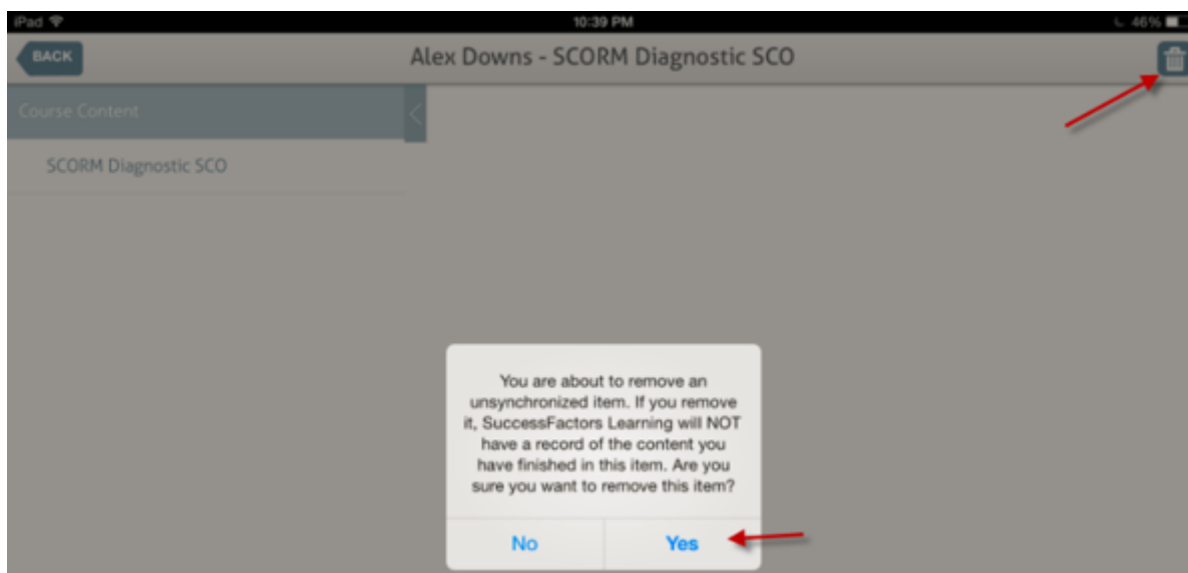 iPad 10:39 PM 46%
BACK Alex Downs - SCORM Diagnostic SCO
Course Content
SCORM Diagnostic SCO
You are about to remove an
unsynchronized item. If you remove
it, SuccessFactors Learning will NOT
have a record of the content you
have finished in this item. Are you
sure you want to remove this item?
No Yes